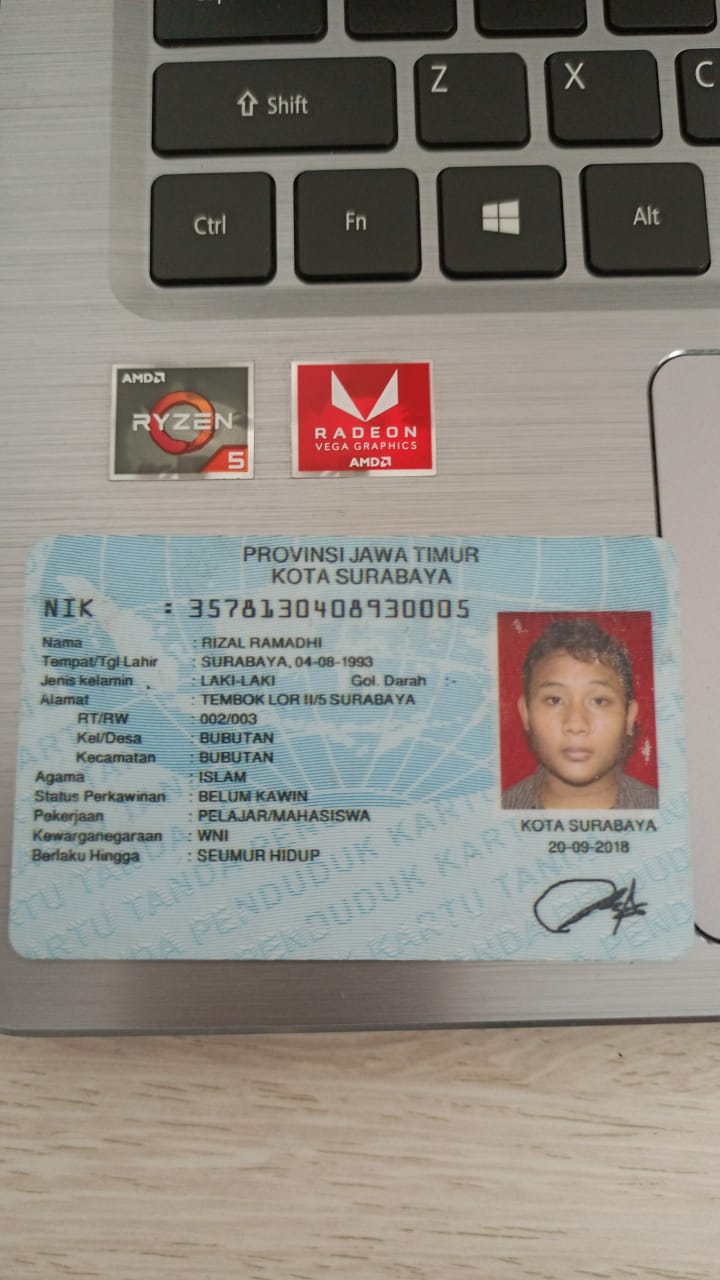 Shift
Z
X
C
Ctrl
Fn
Alt
AMD
RYZEN
5
RADEON
VEGA GRAPHICS
AMD
PROVINSI JAWA TIMUR
KOTA SURABAYA
NIK : 3578130408930005
Nama : RIZAL RAMADHI
Tempat/Tgl Lahir : SURABAYA, 04-08-1993
Jenis kelamin : LAKI-LAKI Gol. Darah :-
Alamat : TEMBOK LOR II/5 SURABAYA
RT/RW : 002/003
Kel/Desa : BUBUTAN
Kecamatan : BUBUTAN
Agama : ISLAM
Status Perkawinan : BELUM KAWIN
Pekerjaan : PELAJAR/MAHASISWA
Kewarganegaraan : WNI
Berlaku Hingga : SEUMUR HIDUP
KOTA SURABAYA
20-09-2018
KARTU TANDA PENDUDUK